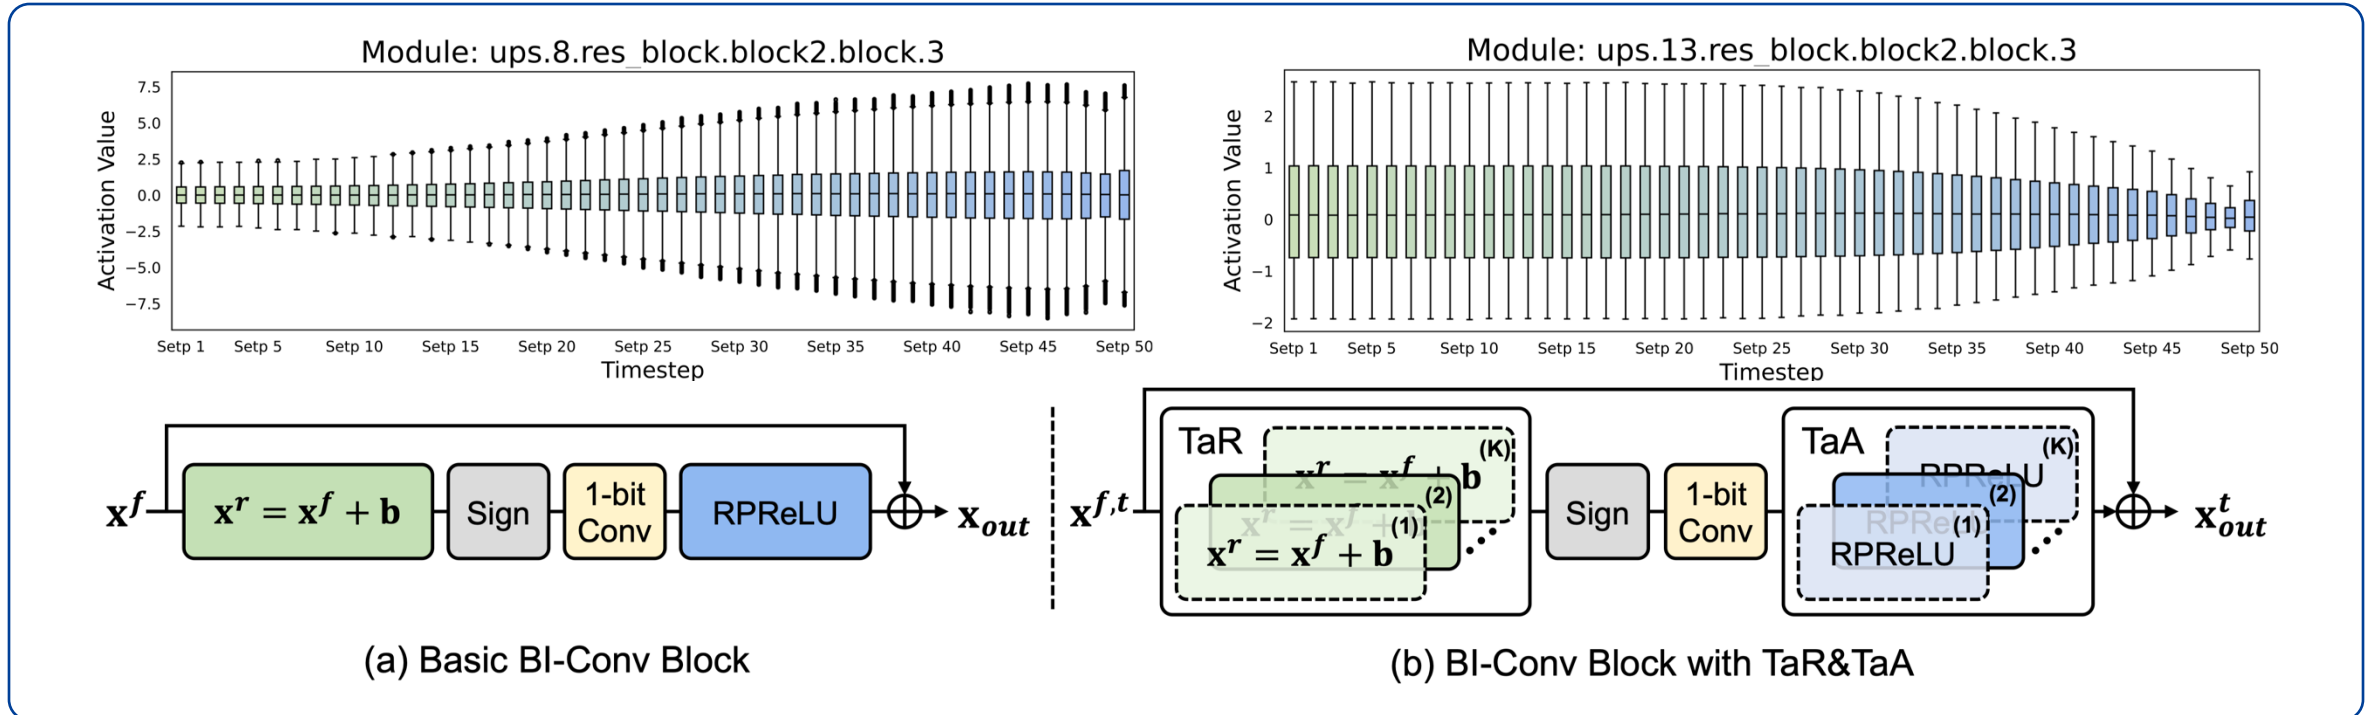 Module: ups.8.res_block.block2.block.3
Activation Value
7.5
5.0
2.5
0.0
−2.5
−5.0
−7.5
Setp 1 Setp 5 Setp 10 Setp 15 Setp 20 Setp 25 Setp 30 Setp 35 Setp 40 Setp 45 Setp 50
Timestep
Module: ups.13.res_block.block2.block.3
Activation Value
2
1
0
−1
−2
Setp 1 Setp 5 Setp 10 Setp 15 Setp 20 Setp 25 Setp 30 Setp 35 Setp 40 Setp 45 Setp 50
Timestep
x^f
x^r = x^f + b
Sign
1-bit
Conv
RPReLU
x_out
(a) Basic BI-Conv Block
x^{f,t}
TaR
(K)
x^r = x^f + b
(2)
x^r = x^f + b
(1)
x^r = x^f + b
Sign
1-bit
Conv
TaA
(K)
RPReLU
(2)
RPReLU
(1)
RPReLU
x^t_out
(b) BI-Conv Block with TaR&TaA